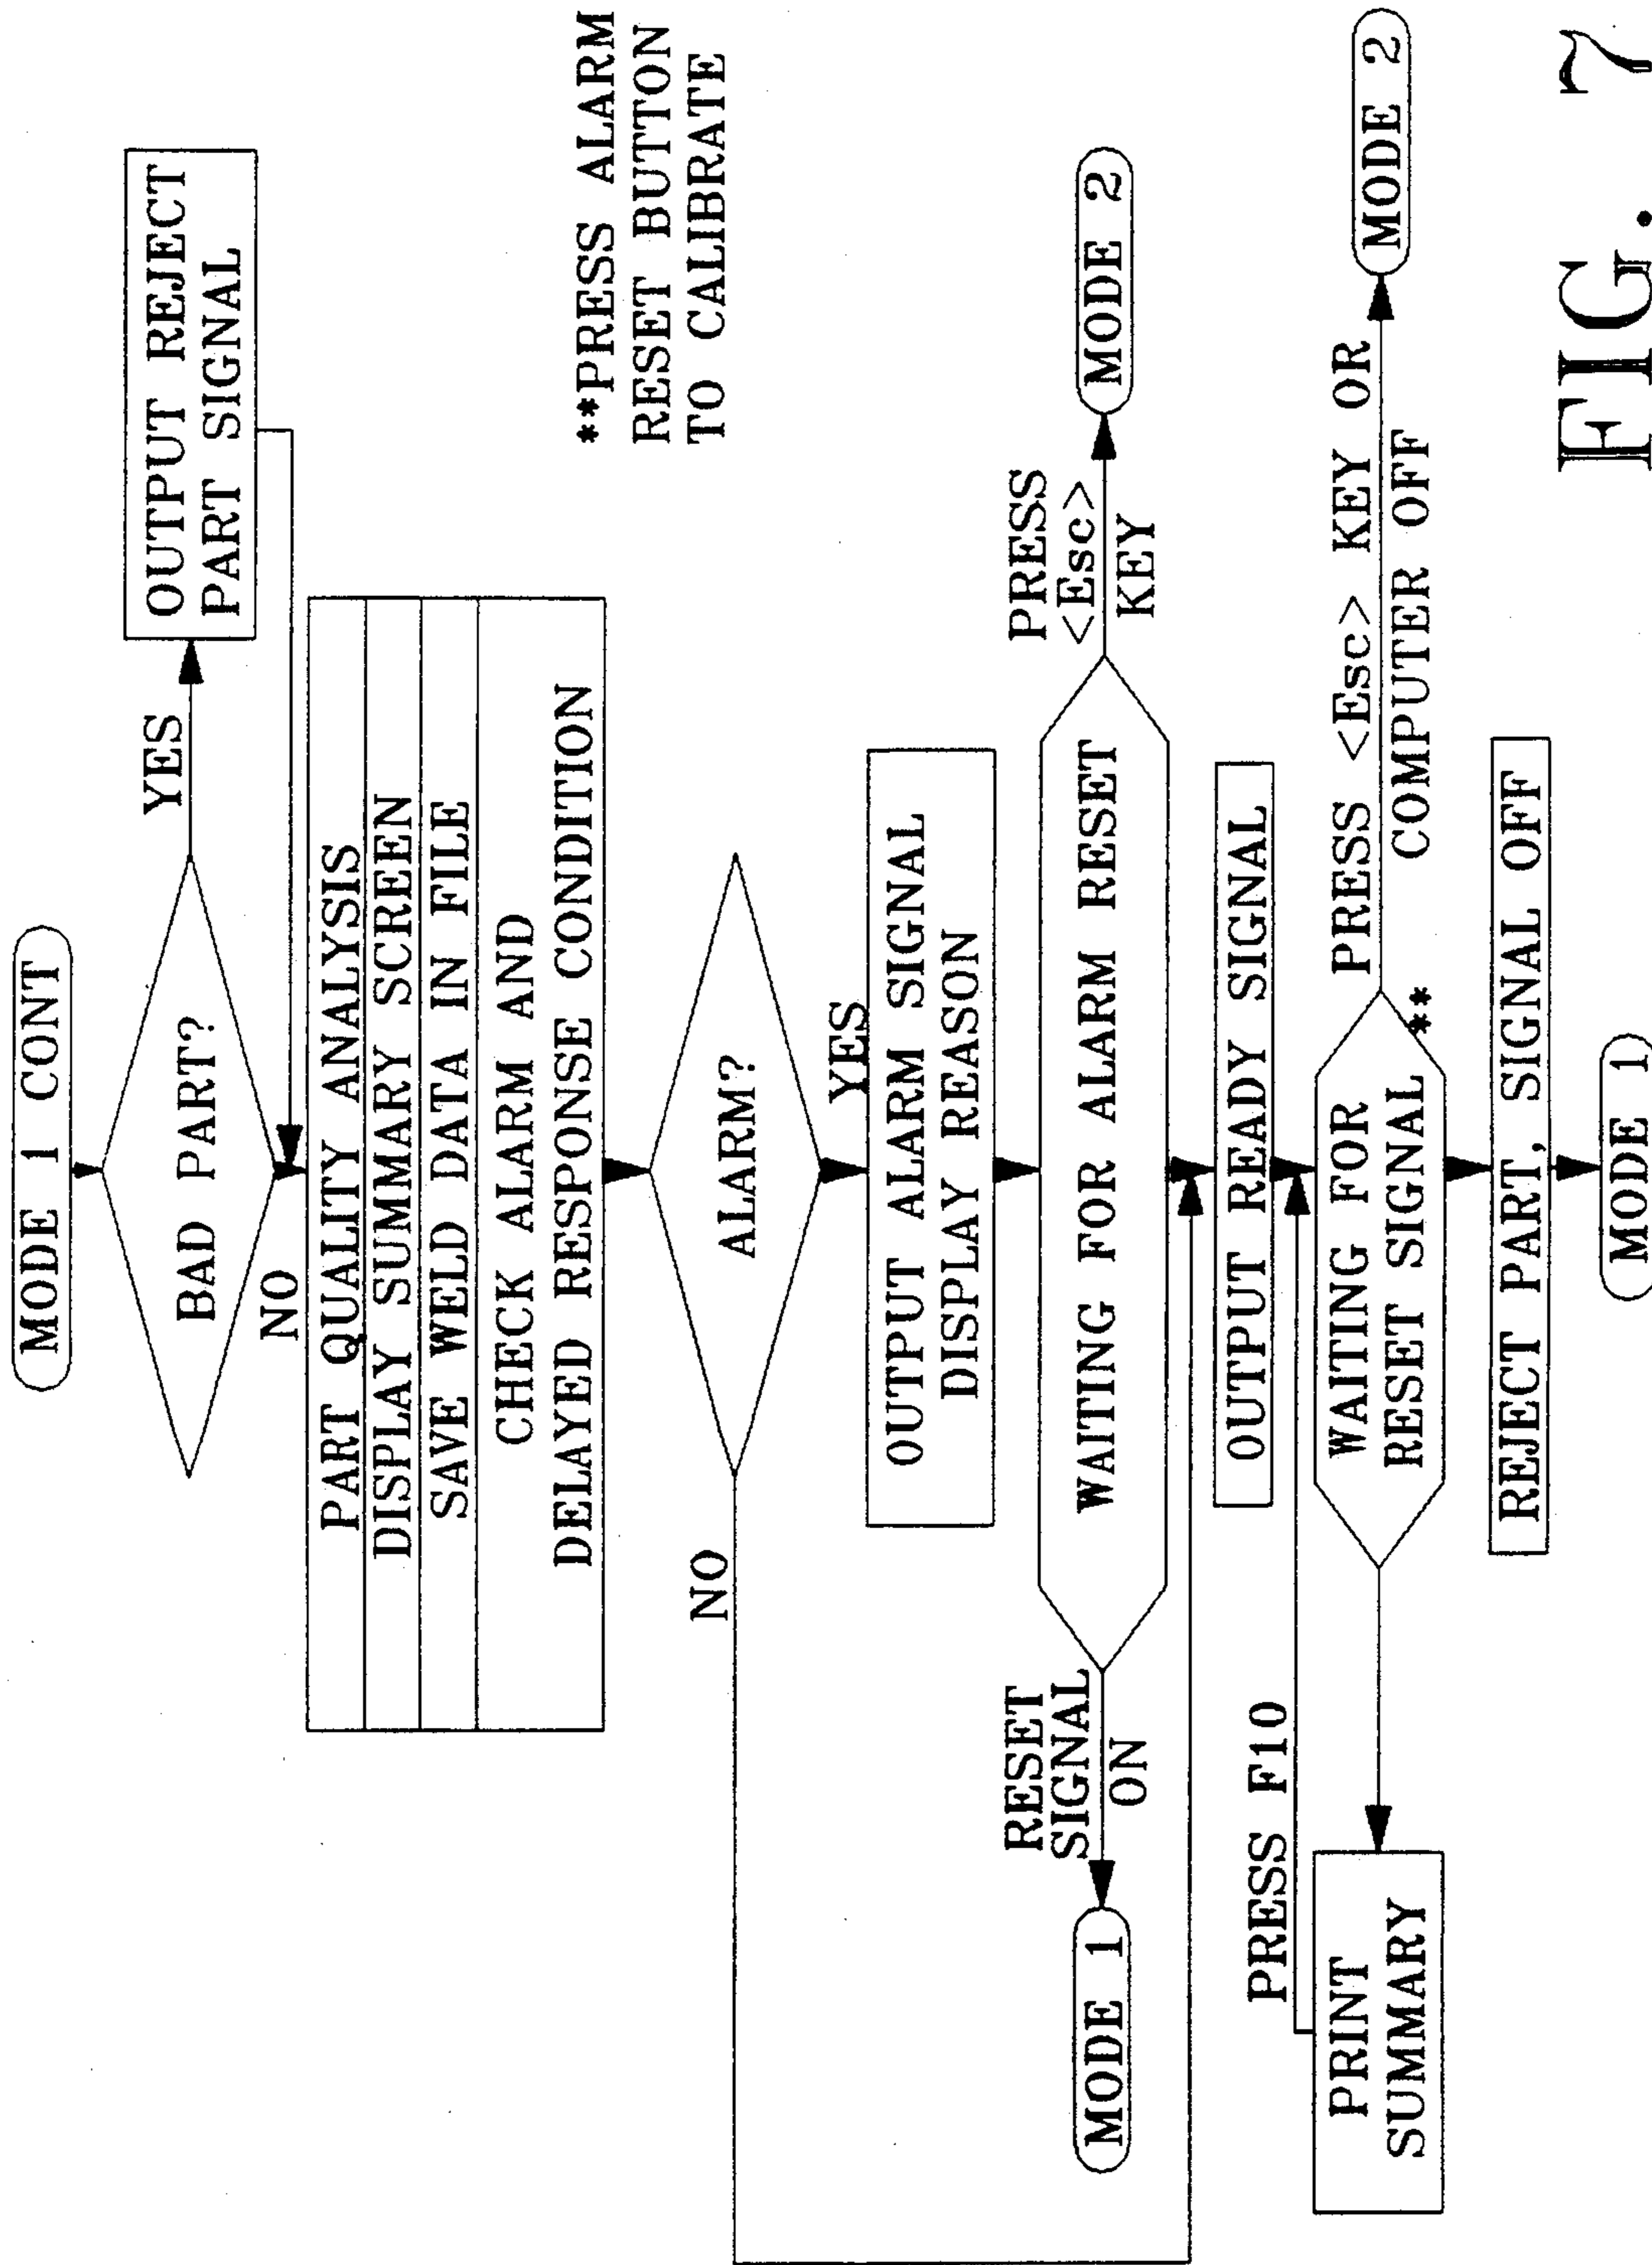 MODE 1 CONT
BAD PART?
YES
OUTPUT REJECT
PART SIGNAL
NO
PART QUALITY ANALYSIS
DISPLAY SUMMARY SCREEN
SAVE WELD DATA IN FILE
CHECK ALARM AND
DELAYED RESPONSE CONDITION
**PRESS ALARM
RESET BUTTON
TO CALIBRATE
NO
ALARM?
YES
OUTPUT ALARM SIGNAL
DISPLAY REASON
RESET
SIGNAL
ON
MODE 1
WAITING FOR ALARM RESET
PRESS
<Esc>
KEY
MODE 2
OUTPUT READY SIGNAL
PRESS F10
PRINT
SUMMARY
WAITING FOR
RESET SIGNAL
**
PRESS <Esc> KEY OR
COMPUTER OFF
MODE 2
REJECT PART, SIGNAL OFF
MODE 1
FIG. 7